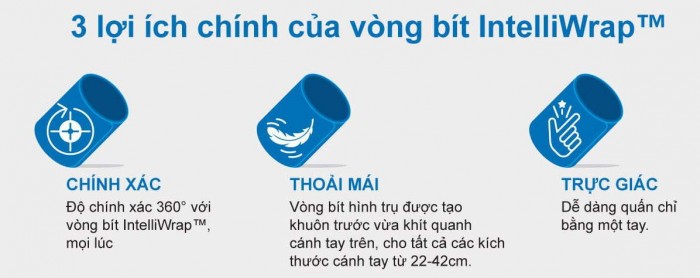 3 lợi ích chính của vòng bít IntelliWrap™
CHÍNH XÁC
Độ chính xác 360° với
vòng bít IntelliWrap™,
mọi lúc
THOẢI MÁI
Vòng bít hình trụ được tạo
khuôn trước vừa khít quanh
cánh tay trên, cho tất cả các kích
thước cánh tay từ 22-42cm.
TRỰC GIÁC
Dễ dàng quấn chỉ
bằng một tay.